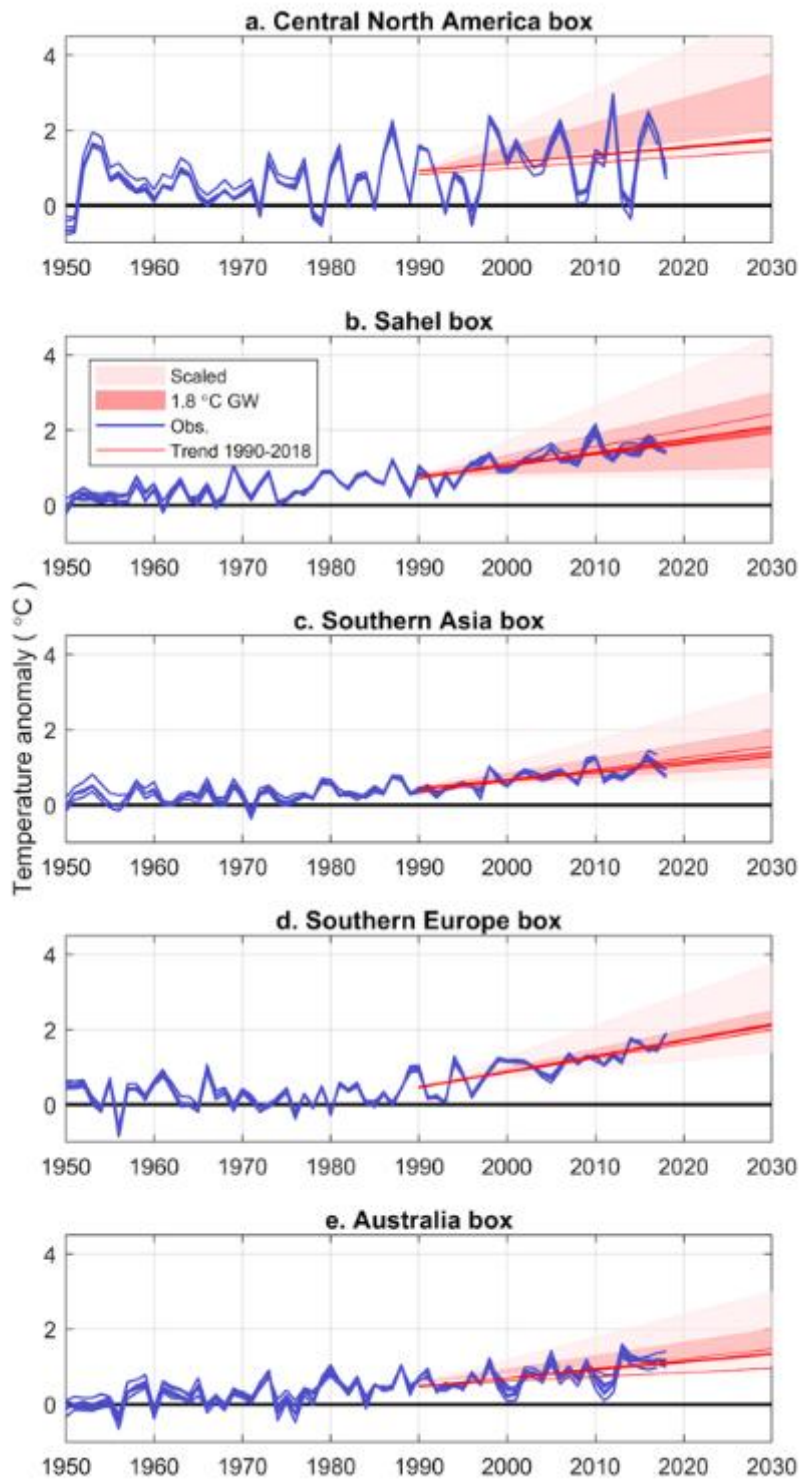 a. Central North America box
4
2
0
1950 1960 1970 1980 1990 2000 2010 2020 2030
b. Sahel box
4
2
0
Scaled
1.8 °C GW
Obs.
Trend 1990-2018
1950 1960 1970 1980 1990 2000 2010 2020 2030
Temperature anomaly ( °C)
c. Southern Asia box
4
2
0
1950 1960 1970 1980 1990 2000 2010 2020 2030
d. Southern Europe box
4
2
0
1950 1960 1970 1980 1990 2000 2010 2020 2030
e. Australia box
4
2
0
1950 1960 1970 1980 1990 2000 2010 2020 2030